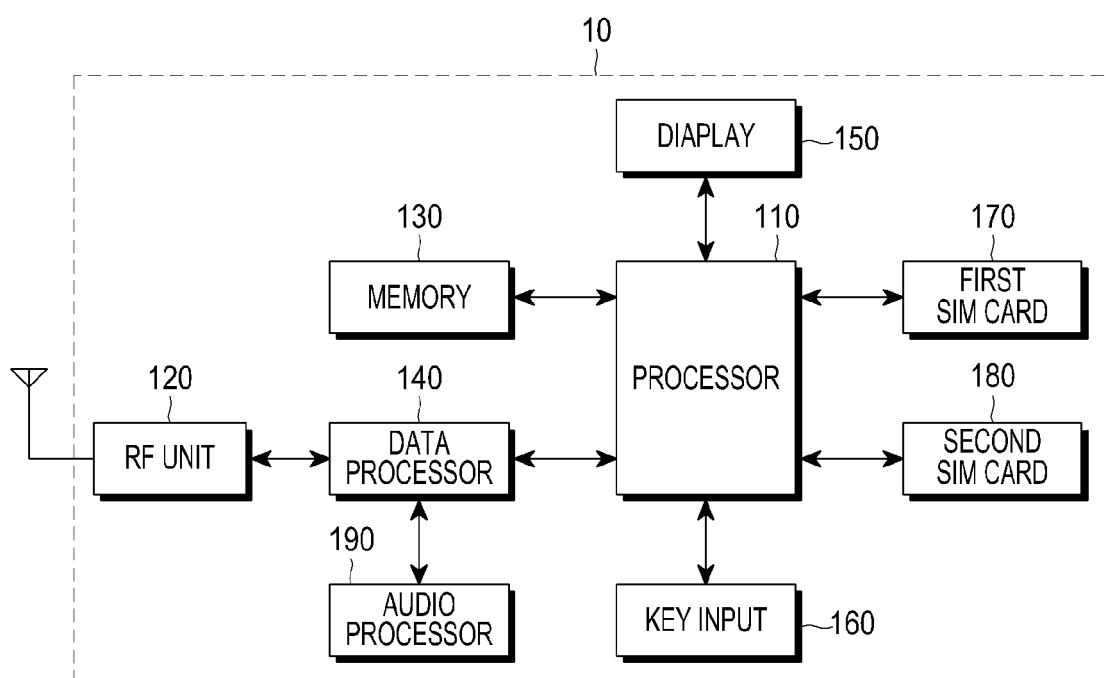 10
DIAPLAY
150
130
110
170
MEMORY
FIRST
SIM CARD
PROCESSOR
120
140
180
RF UNIT
DATA
PROCESSOR
SECOND
SIM CARD
190
AUDIO
PROCESSOR
KEY INPUT
160